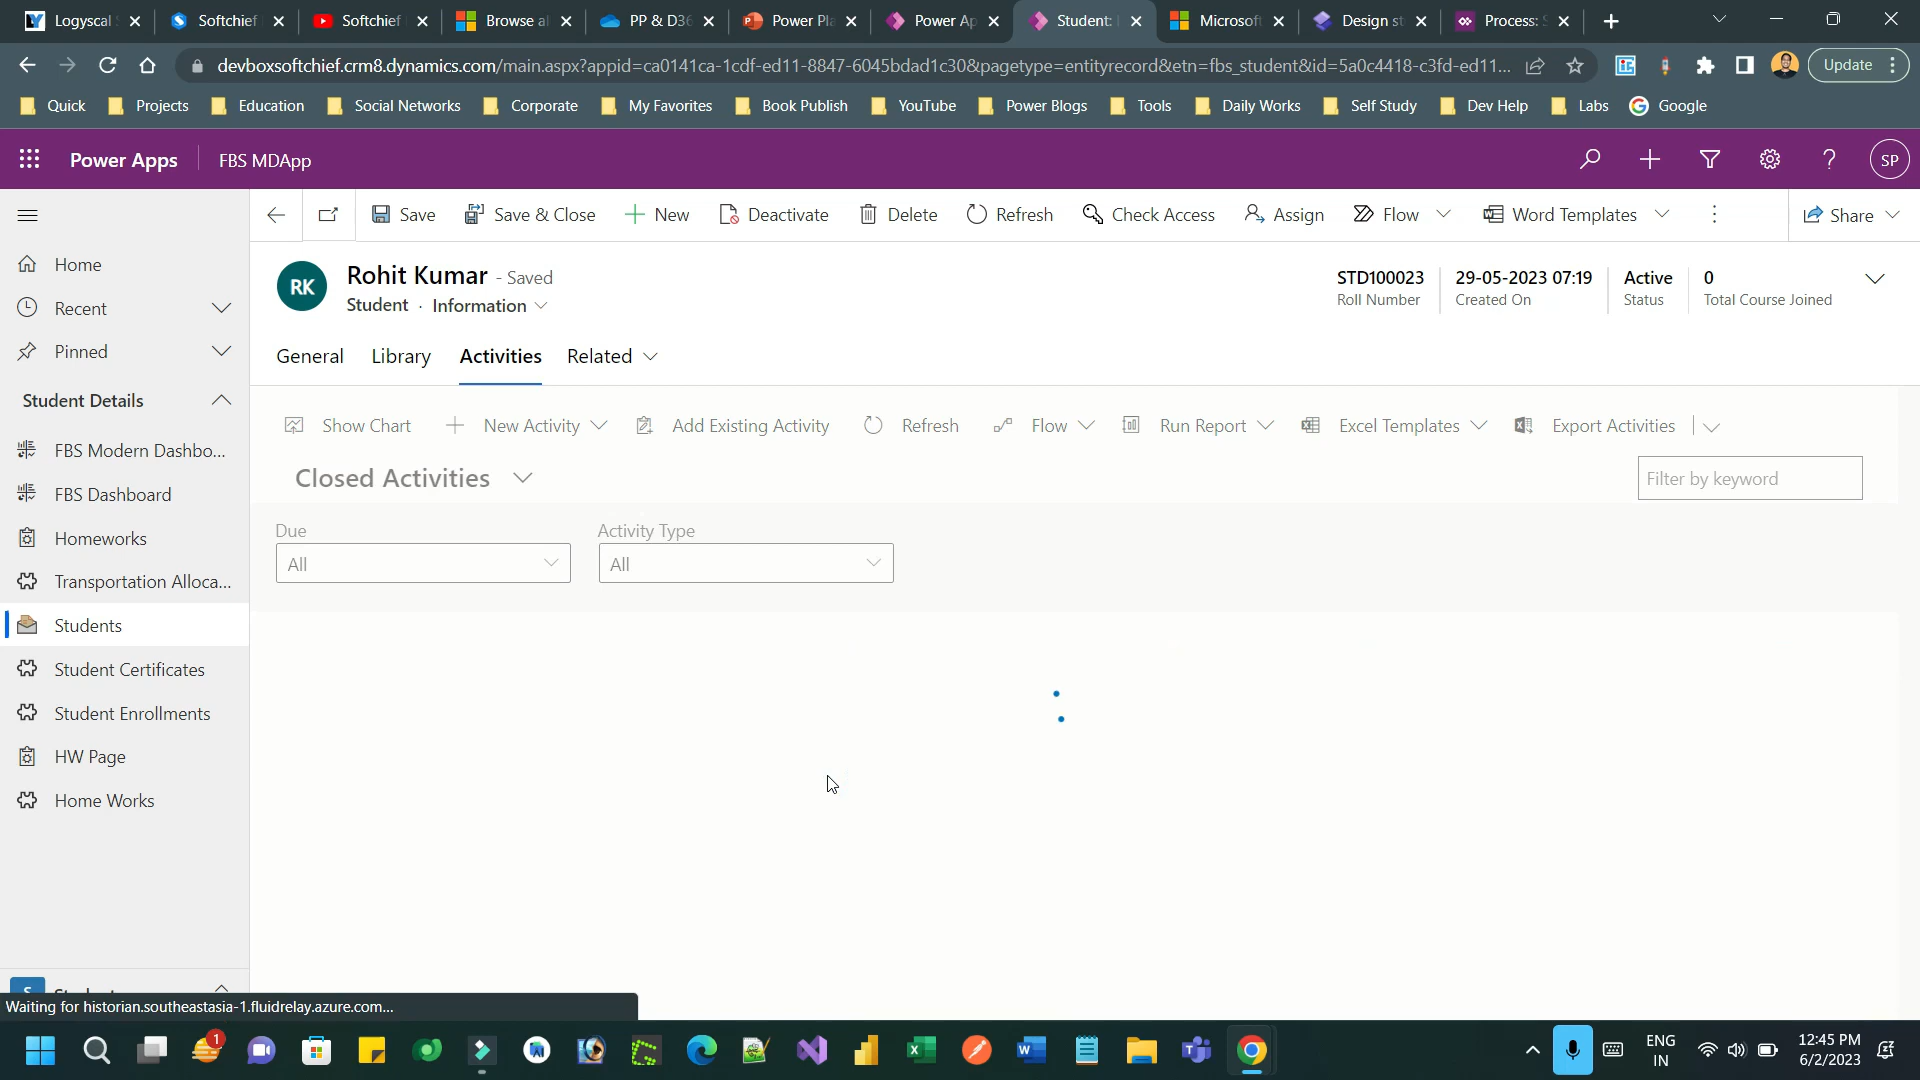 Logyscal
Softchief
Softchief
Browse al
PP & D36
Power Pla
Power Ap
Student:
Microsoft
Design st
Process: S
devboxsoftchief.crm8.dynamics.com/main.aspx?appid=ca0141ca-1cdf-ed11-8847-6045bdad1c30&pagetype=entityrecord&etn=fbs_student&id=5a0c4418-c3fd-ed11...
Update
Quick
Projects
Education
Social Networks
Corporate
My Favorites
Book Publish
YouTube
Power Blogs
Tools
Daily Works
Self Study
Dev Help
Labs
Google
Power Apps
FBS MDApp
SP
Save
Save & Close
New
Deactivate
Delete
Refresh
Check Access
Assign
Flow
Word Templates
Share
Home
Recent
Pinned
Student Details
FBS Modern Dashbo...
FBS Dashboard
Homeworks
Transportation Alloca...
Students
Student Certificates
Student Enrollments
HW Page
Home Works
RK
Rohit Kumar - Saved
Student · Information
STD100023
Roll Number
29-05-2023 07:19
Created On
Active
Status
0
Total Course Joined
General
Library
Activities
Related
Show Chart
New Activity
Add Existing Activity
Refresh
Flow
Run Report
Excel Templates
Export Activities
Closed Activities
Filter by keyword
Due
All
Activity Type
All
Waiting for historian.southeastasia-1.fluidrelay.azure.com...
1
ENG
IN
12:45 PM
6/2/2023